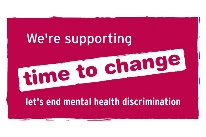 We're supporting
time to change
let's end mental health discrimination